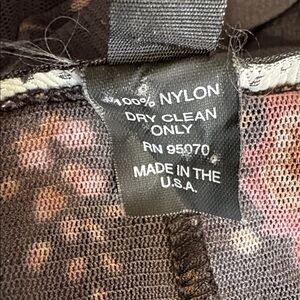 100% NYLON
DRY CLEAN
ONLY
RN 95070
MADE IN THE
U.S.A.